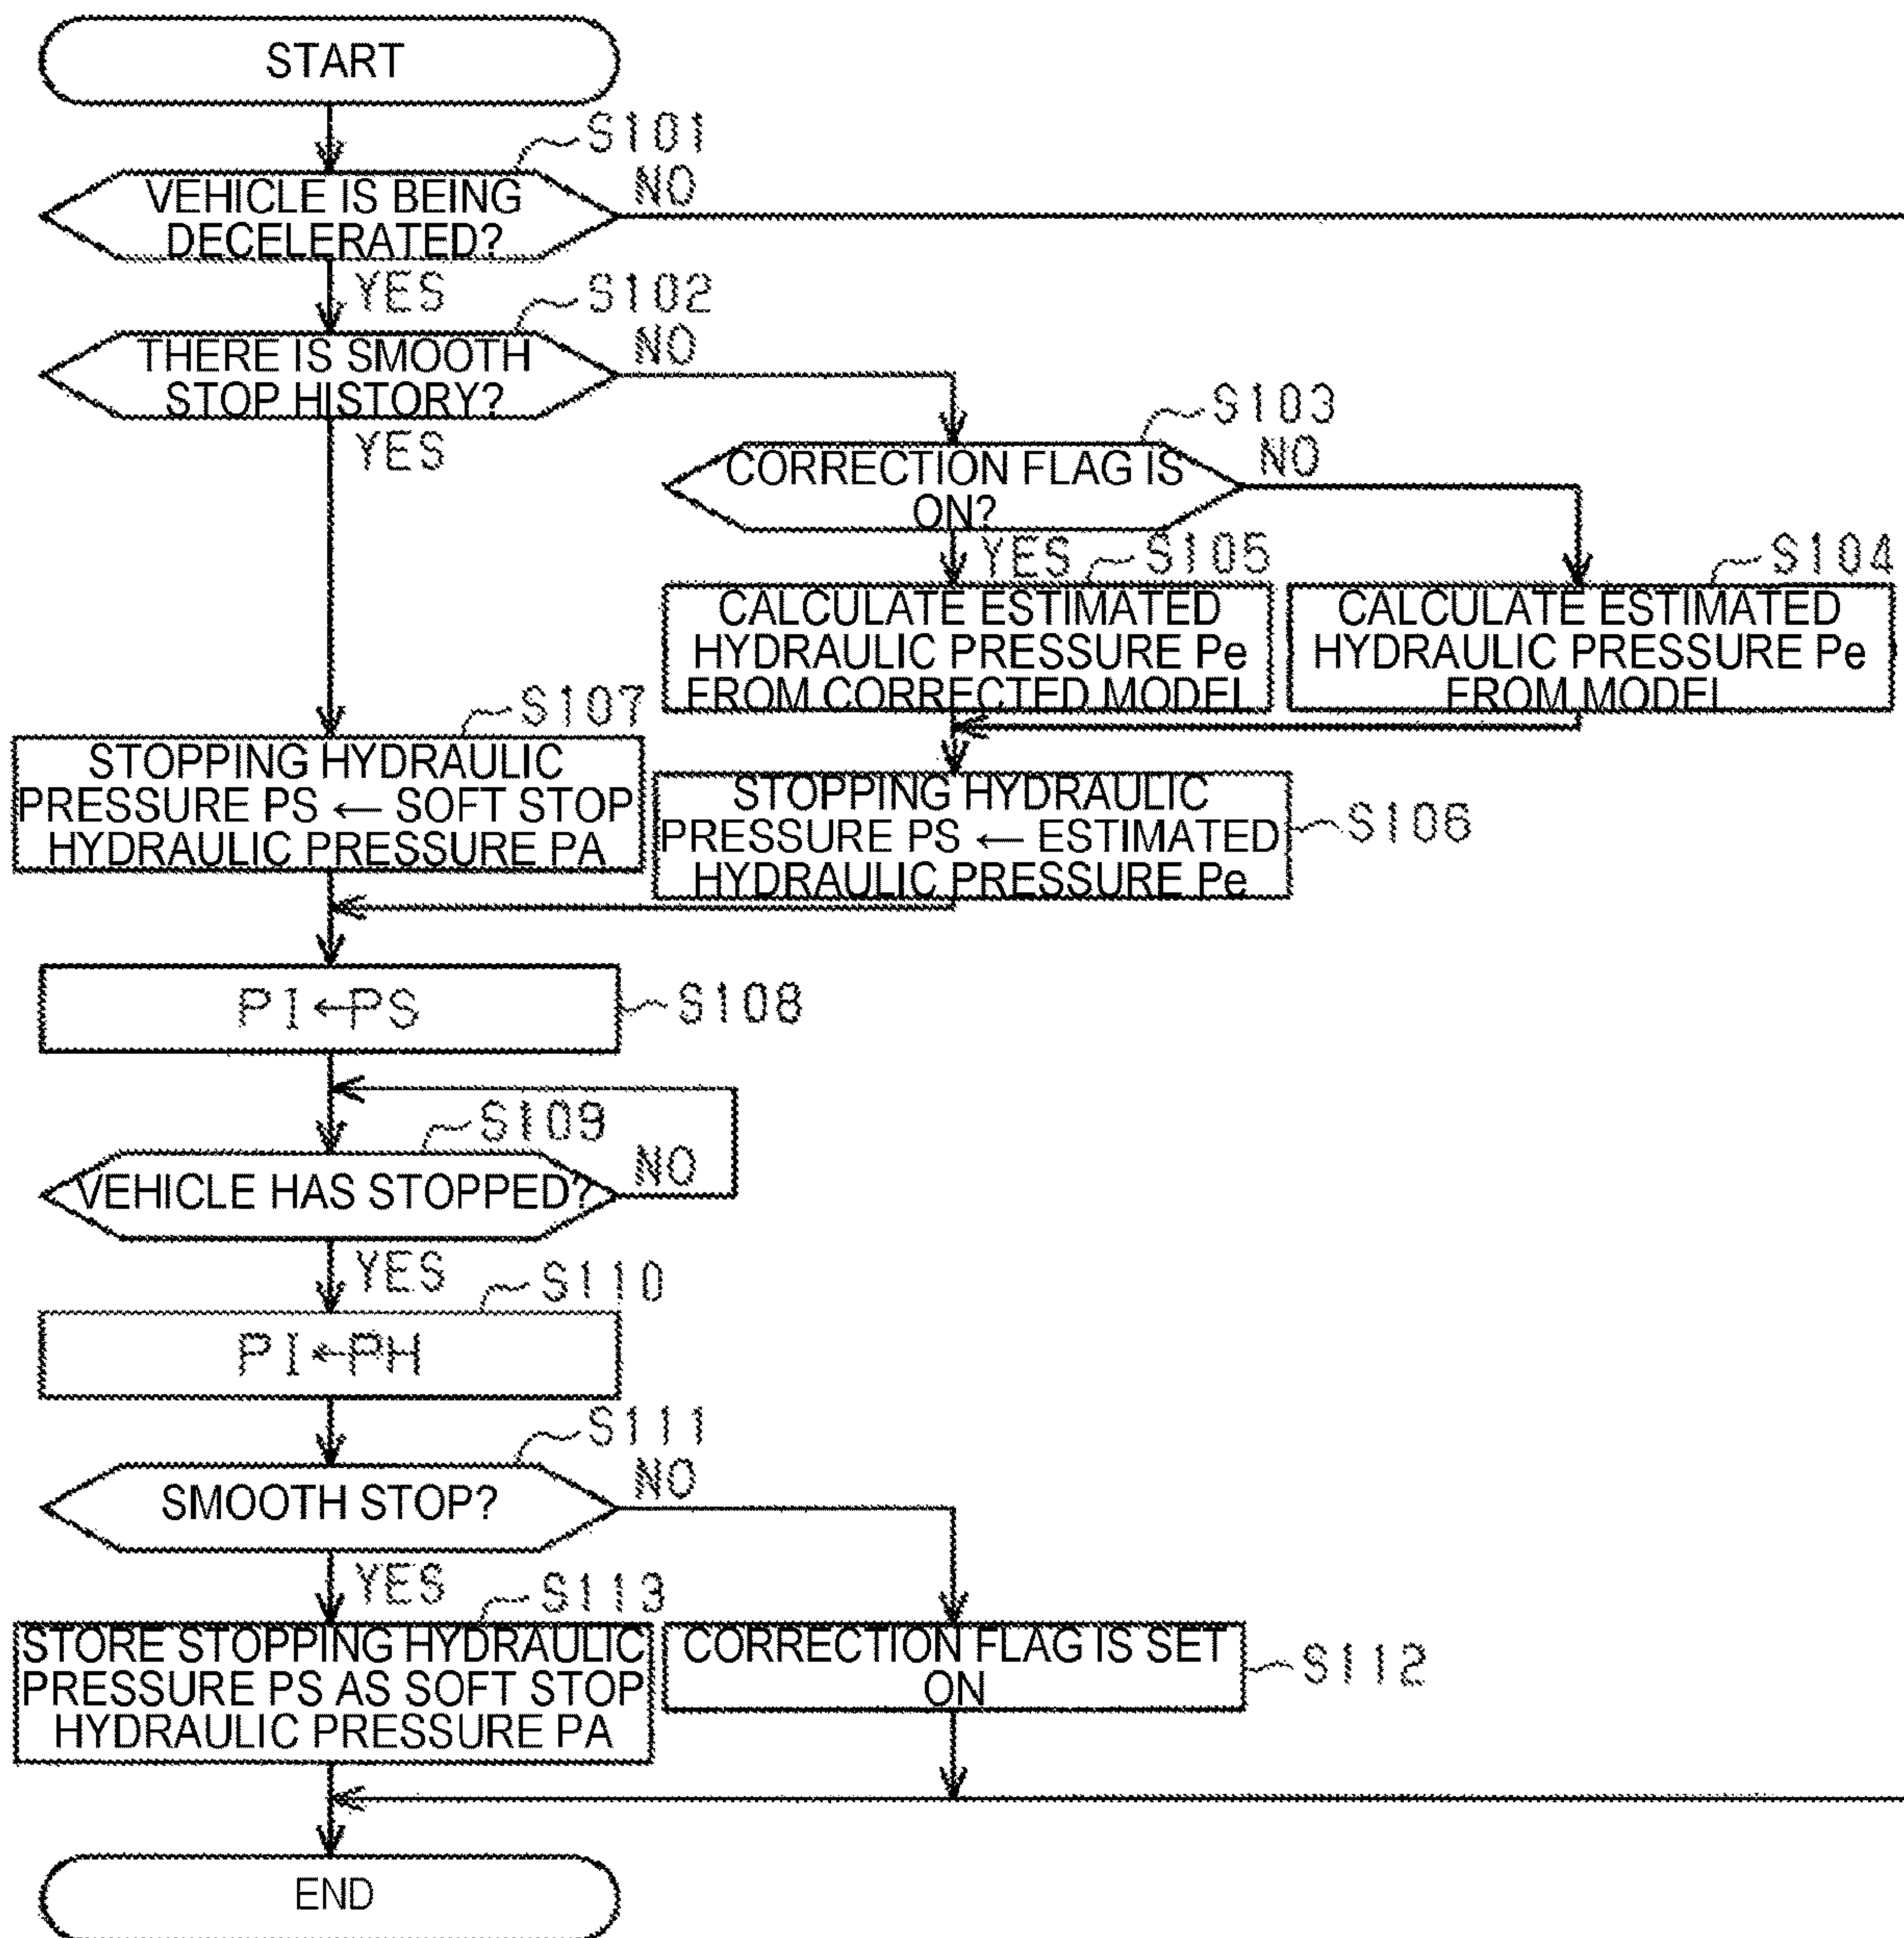 START
S101
VEHICLE IS BEING
DECELERATED?
NO
YES
S102
THERE IS SMOOTH
STOP HISTORY?
NO
YES
S103
CORRECTION FLAG IS
ON?
NO
YES
S105
CALCULATE ESTIMATED
HYDRAULIC PRESSURE Pe
FROM CORRECTED MODEL
S104
CALCULATE ESTIMATED
HYDRAULIC PRESSURE Pe
FROM MODEL
S107
STOPPING HYDRAULIC
PRESSURE PS ← SOFT STOP
HYDRAULIC PRESSURE PA
STOPPING HYDRAULIC
PRESSURE PS ← ESTIMATED
HYDRAULIC PRESSURE Pe
S106
PI←PS
S108
S109
VEHICLE HAS STOPPED?
NO
YES
S110
PI←PH
S111
SMOOTH STOP?
NO
YES
S113
STORE STOPPING HYDRAULIC
PRESSURE PS AS SOFT STOP
HYDRAULIC PRESSURE PA
CORRECTION FLAG IS SET
ON
S112
END